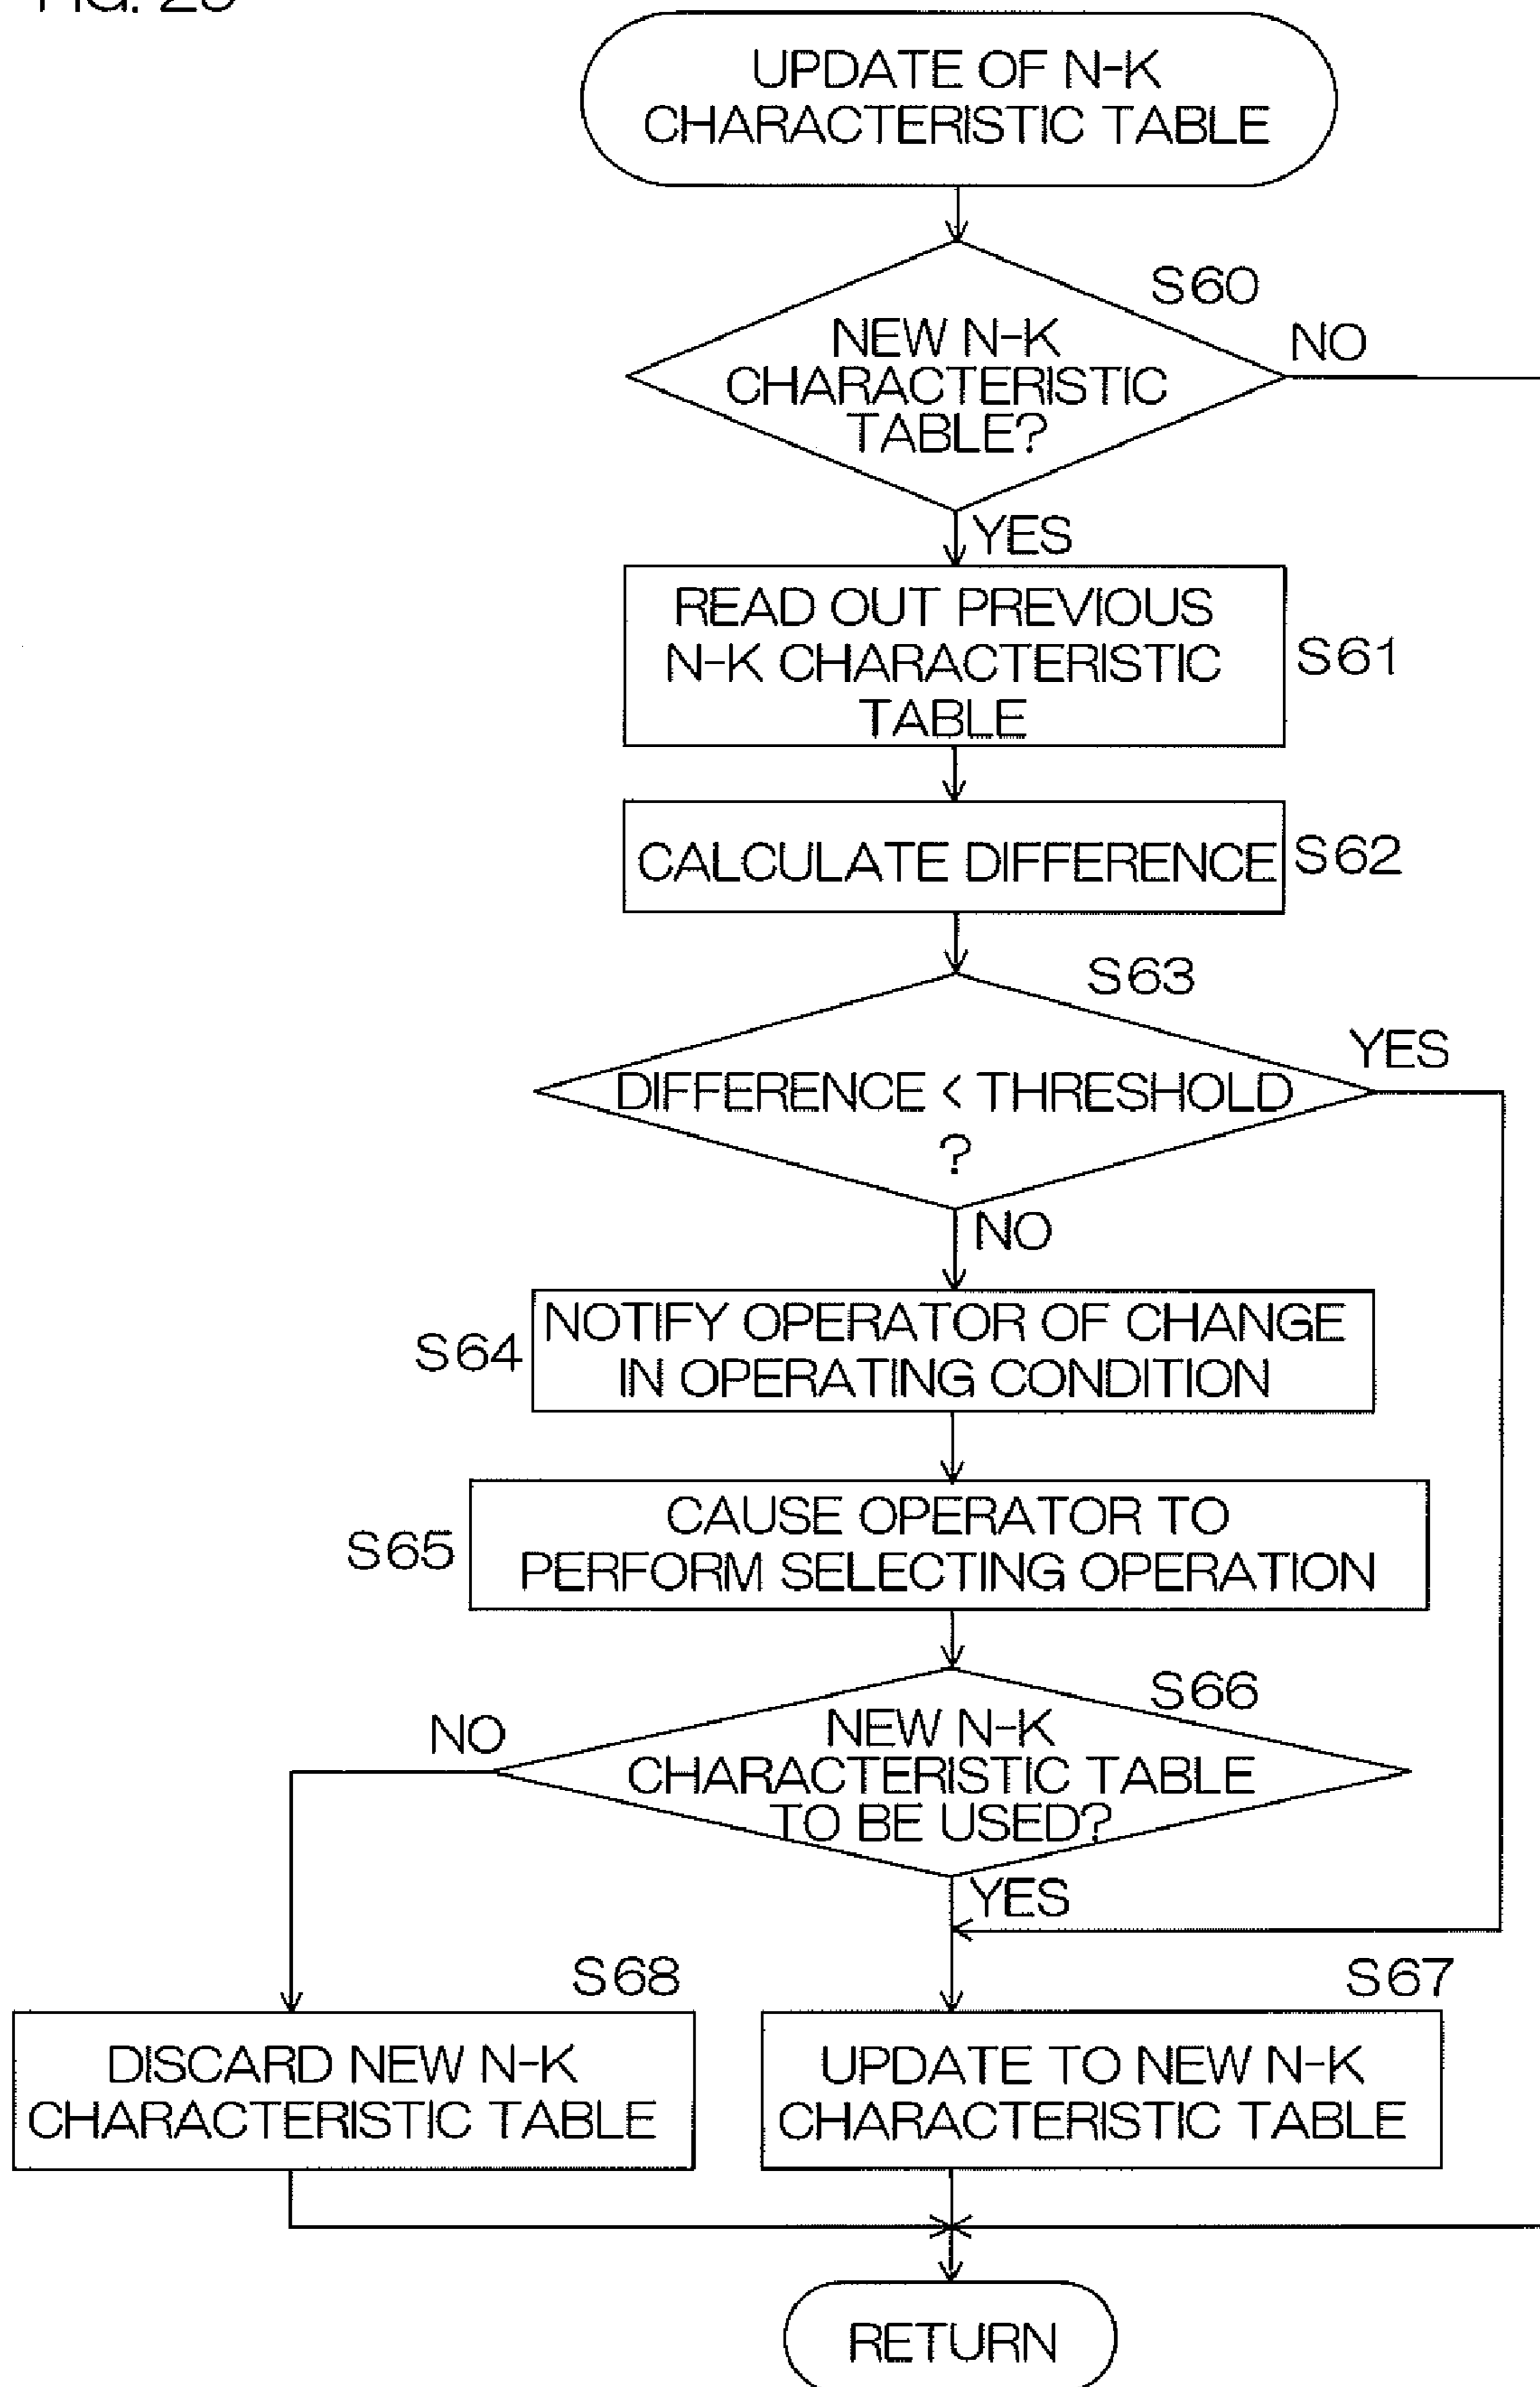 UPDATE OF N-K
CHARACTERISTIC TABLE
S60
NEW N-K
CHARACTERISTIC
TABLE?
NO
YES
READ OUT PREVIOUS
N-K CHARACTERISTIC
TABLE
S61
CALCULATE DIFFERENCE
S62
S63
DIFFERENCE < THRESHOLD
?
YES
NO
S64
NOTIFY OPERATOR OF CHANGE
IN OPERATING CONDITION
S65
CAUSE OPERATOR TO
PERFORM SELECTING OPERATION
S66
NO
NEW N-K
CHARACTERISTIC TABLE
TO BE USED?
YES
S68
DISCARD NEW N-K
CHARACTERISTIC TABLE
S67
UPDATE TO NEW N-K
CHARACTERISTIC TABLE
RETURN